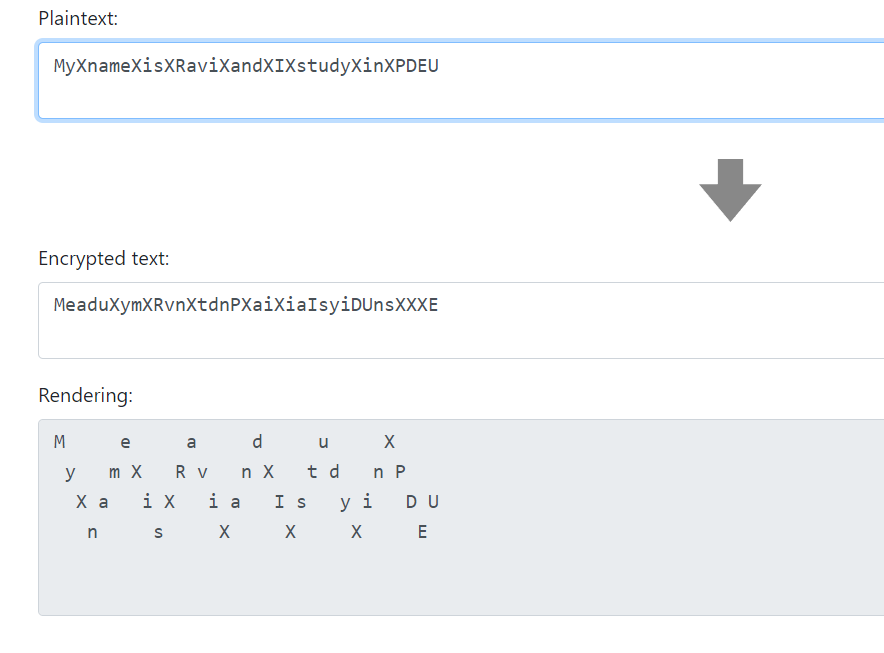 Plaintext:
MyXnameXisXRaviXandXIXstudyXinXPDEU
Encrypted text:
MeaduXymXRvnXtdnPXaiXiaIsyiDUnsXXXE
Rendering:
M     e     a     d     u     X
 y   m X   R v   n X   t d   n P
  X a   i X   i a   I s   y i   D U
   n     s     X     X     X     E